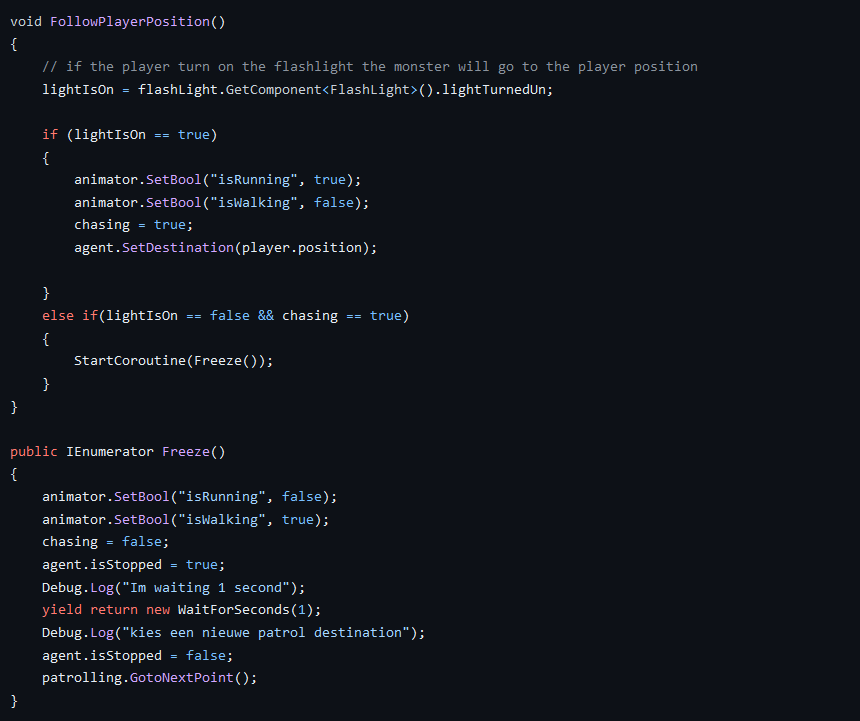 void FollowPlayerPosition()
{
    // if the player turn on the flashlight the monster will go to the player position
    lightIsOn = flashLight.GetComponent<FlashLight>().lightTurnedUn;

    if (lightIsOn == true)
    {
        animator.SetBool("isRunning", true);
        animator.SetBool("isWalking", false);
        chasing = true;
        agent.SetDestination(player.position);

    }
    else if(lightIsOn == false && chasing == true)
    {
        StartCoroutine(Freeze());
    }
}

public IEnumerator Freeze()
{
    animator.SetBool("isRunning", false);
    animator.SetBool("isWalking", true);
    chasing = false;
    agent.isStopped = true;
    Debug.Log("Im waiting 1 second");
    yield return new WaitForSeconds(1);
    Debug.Log("kies een nieuwe patrol destination");
    agent.isStopped = false;
    patrolling.GotoNextPoint();
}